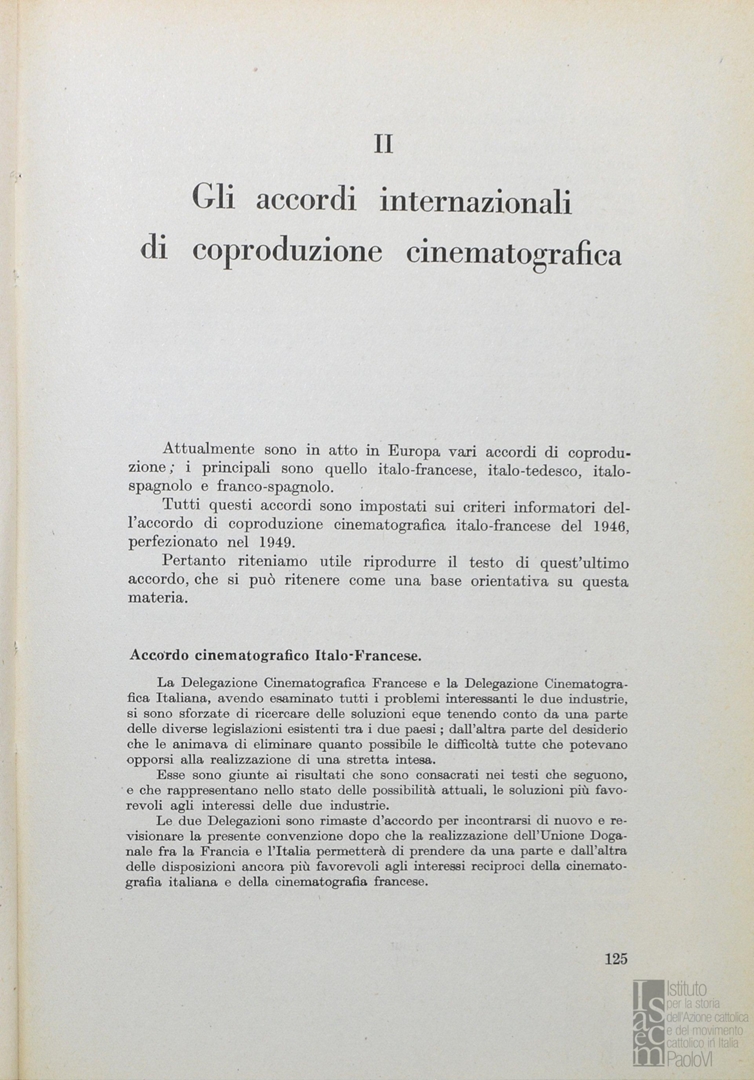 II
Gli accordi internazionali
di coproduzione cinematografica
Attualmente sono in atto in Europa vari accordi di coprodu-
zione; i principali sono quello italo-francese, italo-tedesco, italo-
spagnolo e franco-spagnolo.
Tutti questi accordi sono impostati sui criteri informatori del-
l'accordo di coproduzione cinematografica italo-francese del 1946,
perfezionato nel 1949.
Pertanto riteniamo utile riprodurre il testo di quest'ultimo
accordo, che si può ritenere come una base orientativa su questa
materia.
Accordo cinematografico Italo-Francese.
La Delegazione Cinematografica Francese e la Delegazione Cinematogra-
fica Italiana, avendo esaminato tutti i problemi interessanti le due industrie,
si sono sforzate di ricercare delle soluzioni eque tenendo conto da una parte
delle diverse legislazioni esistenti tra i due paesi; dall'altra parte del desiderio
che le animava di eliminare quanto possibile le difficoltà tutte che potevano
opporsi alla realizzazione di una stretta intesa.
Esse sono giunte ai risultati che sono consacrati nei testi che seguono,
e che rappresentano nello stato delle possibilità attuali, le soluzioni più favo-
revoli agli interessi delle due industrie.
Le due Delegazioni sono rimaste d'accordo per incontrarsi di nuovo e re-
visionare la presente convenzione dopo che la realizzazione dell'Unione Doga-
nale fra la Francia e l'Italia permetterà di prendere da una parte e dall'altra
delle disposizioni ancora più favorevoli agli interessi reciproci della cinemato-
grafia italiana e della cinematografia francese.
125
Isacem
Istituto
per la storia
dell'Azione cattolica
e del movimento
cattolico in Italia
PaoloVI